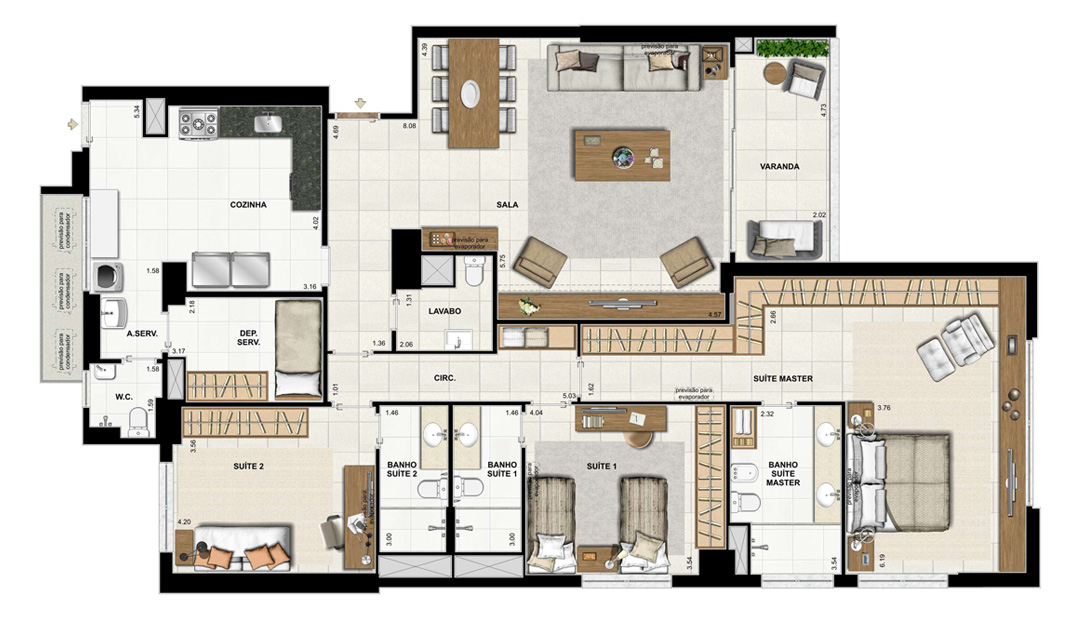 previsão para
evaporador
4.39
5.34
4.69
8.08
4.73
VARANDA
COZINHA
SALA
4.02
2.02
previsão para
condensador
previsão para
evaporador
5.75
1.58
3.16
previsão para
condensador
2.18
1.31
LAVABO
4.57
2.66
A.SERV.
DEP.
SERV.
previsão para
condensador
3.17
1.36
2.06
1.58
CIRC.
SUÍTE MASTER
1.01
5.03
1.62
previsão para
evaporador
W.C.
1.59
1.46
1.46
4.04
2.32
3.76
3.56
SUÍTE 2
BANHO
SUÍTE 2
BANHO
SUÍTE 1
SUÍTE 1
BANHO
SUÍTE
MASTER
previsão para
evaporador
previsão para
evaporador
previsão para
evaporador
4.20
3.00
3.00
3.54
3.54
6.19